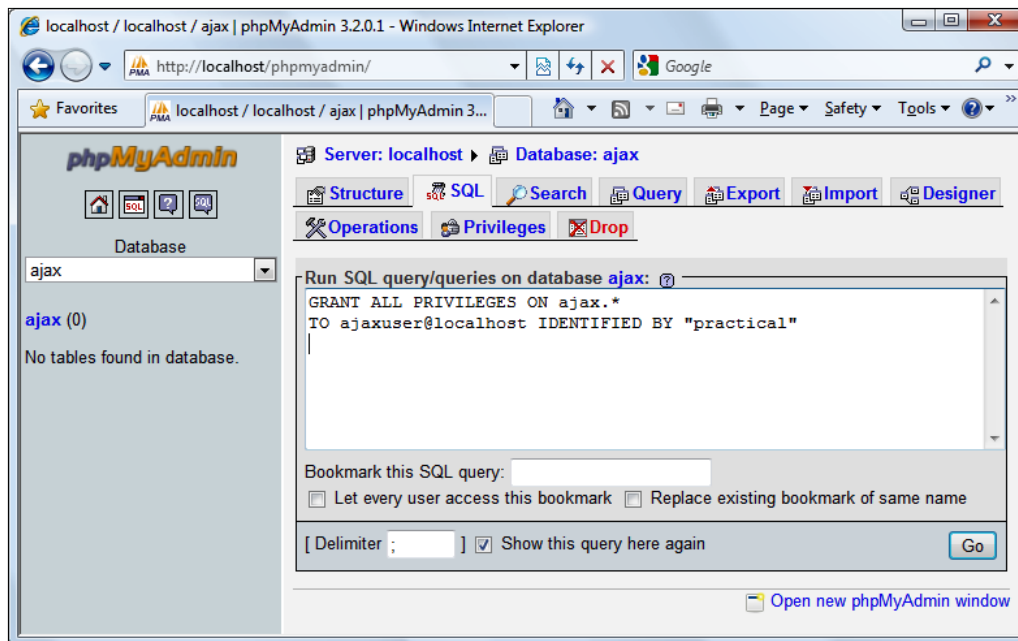 localhost / localhost / ajax | phpMyAdmin 3.2.0.1 - Windows Internet Explorer
PMA http://localhost/phpmyadmin/ Google
Favorites PMA localhost / localhost / ajax | phpMyAdmin 3... Page Safety Tools »
phpMyAdmin
SQL ? SQL
Database
ajax
ajax (0)
No tables found in database.
Server: localhost Database: ajax
Structure SQL Search Query Export Import Designer
Operations Privileges Drop
Run SQL query/queries on database ajax: ?
GRANT ALL PRIVILEGES ON ajax.*
TO ajaxuser@localhost IDENTIFIED BY "practical"
Bookmark this SQL query:
Let every user access this bookmark Replace existing bookmark of same name
[ Delimiter ; ] Show this query here again Go
Open new phpMyAdmin window